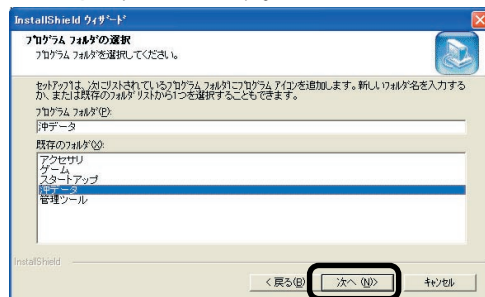 InstallShield ウィザード
プログラム フォルダの選択
プログラム フォルダを選択してください。
セットアップは、次にリストされているプログラム フォルダにプログラム アイコンを追加します。新しいフォルダ名を入力する
か、または既存のフォルダ リストから1つを選択することもできます。
プログラム フォルダ(P):
沖データ
既存のフォルダ(X):
アクセサリ
ゲーム
スタートアップ
沖データ
管理ツール
InstallShield
< 戻る(B)
次へ (N)>
キャンセル